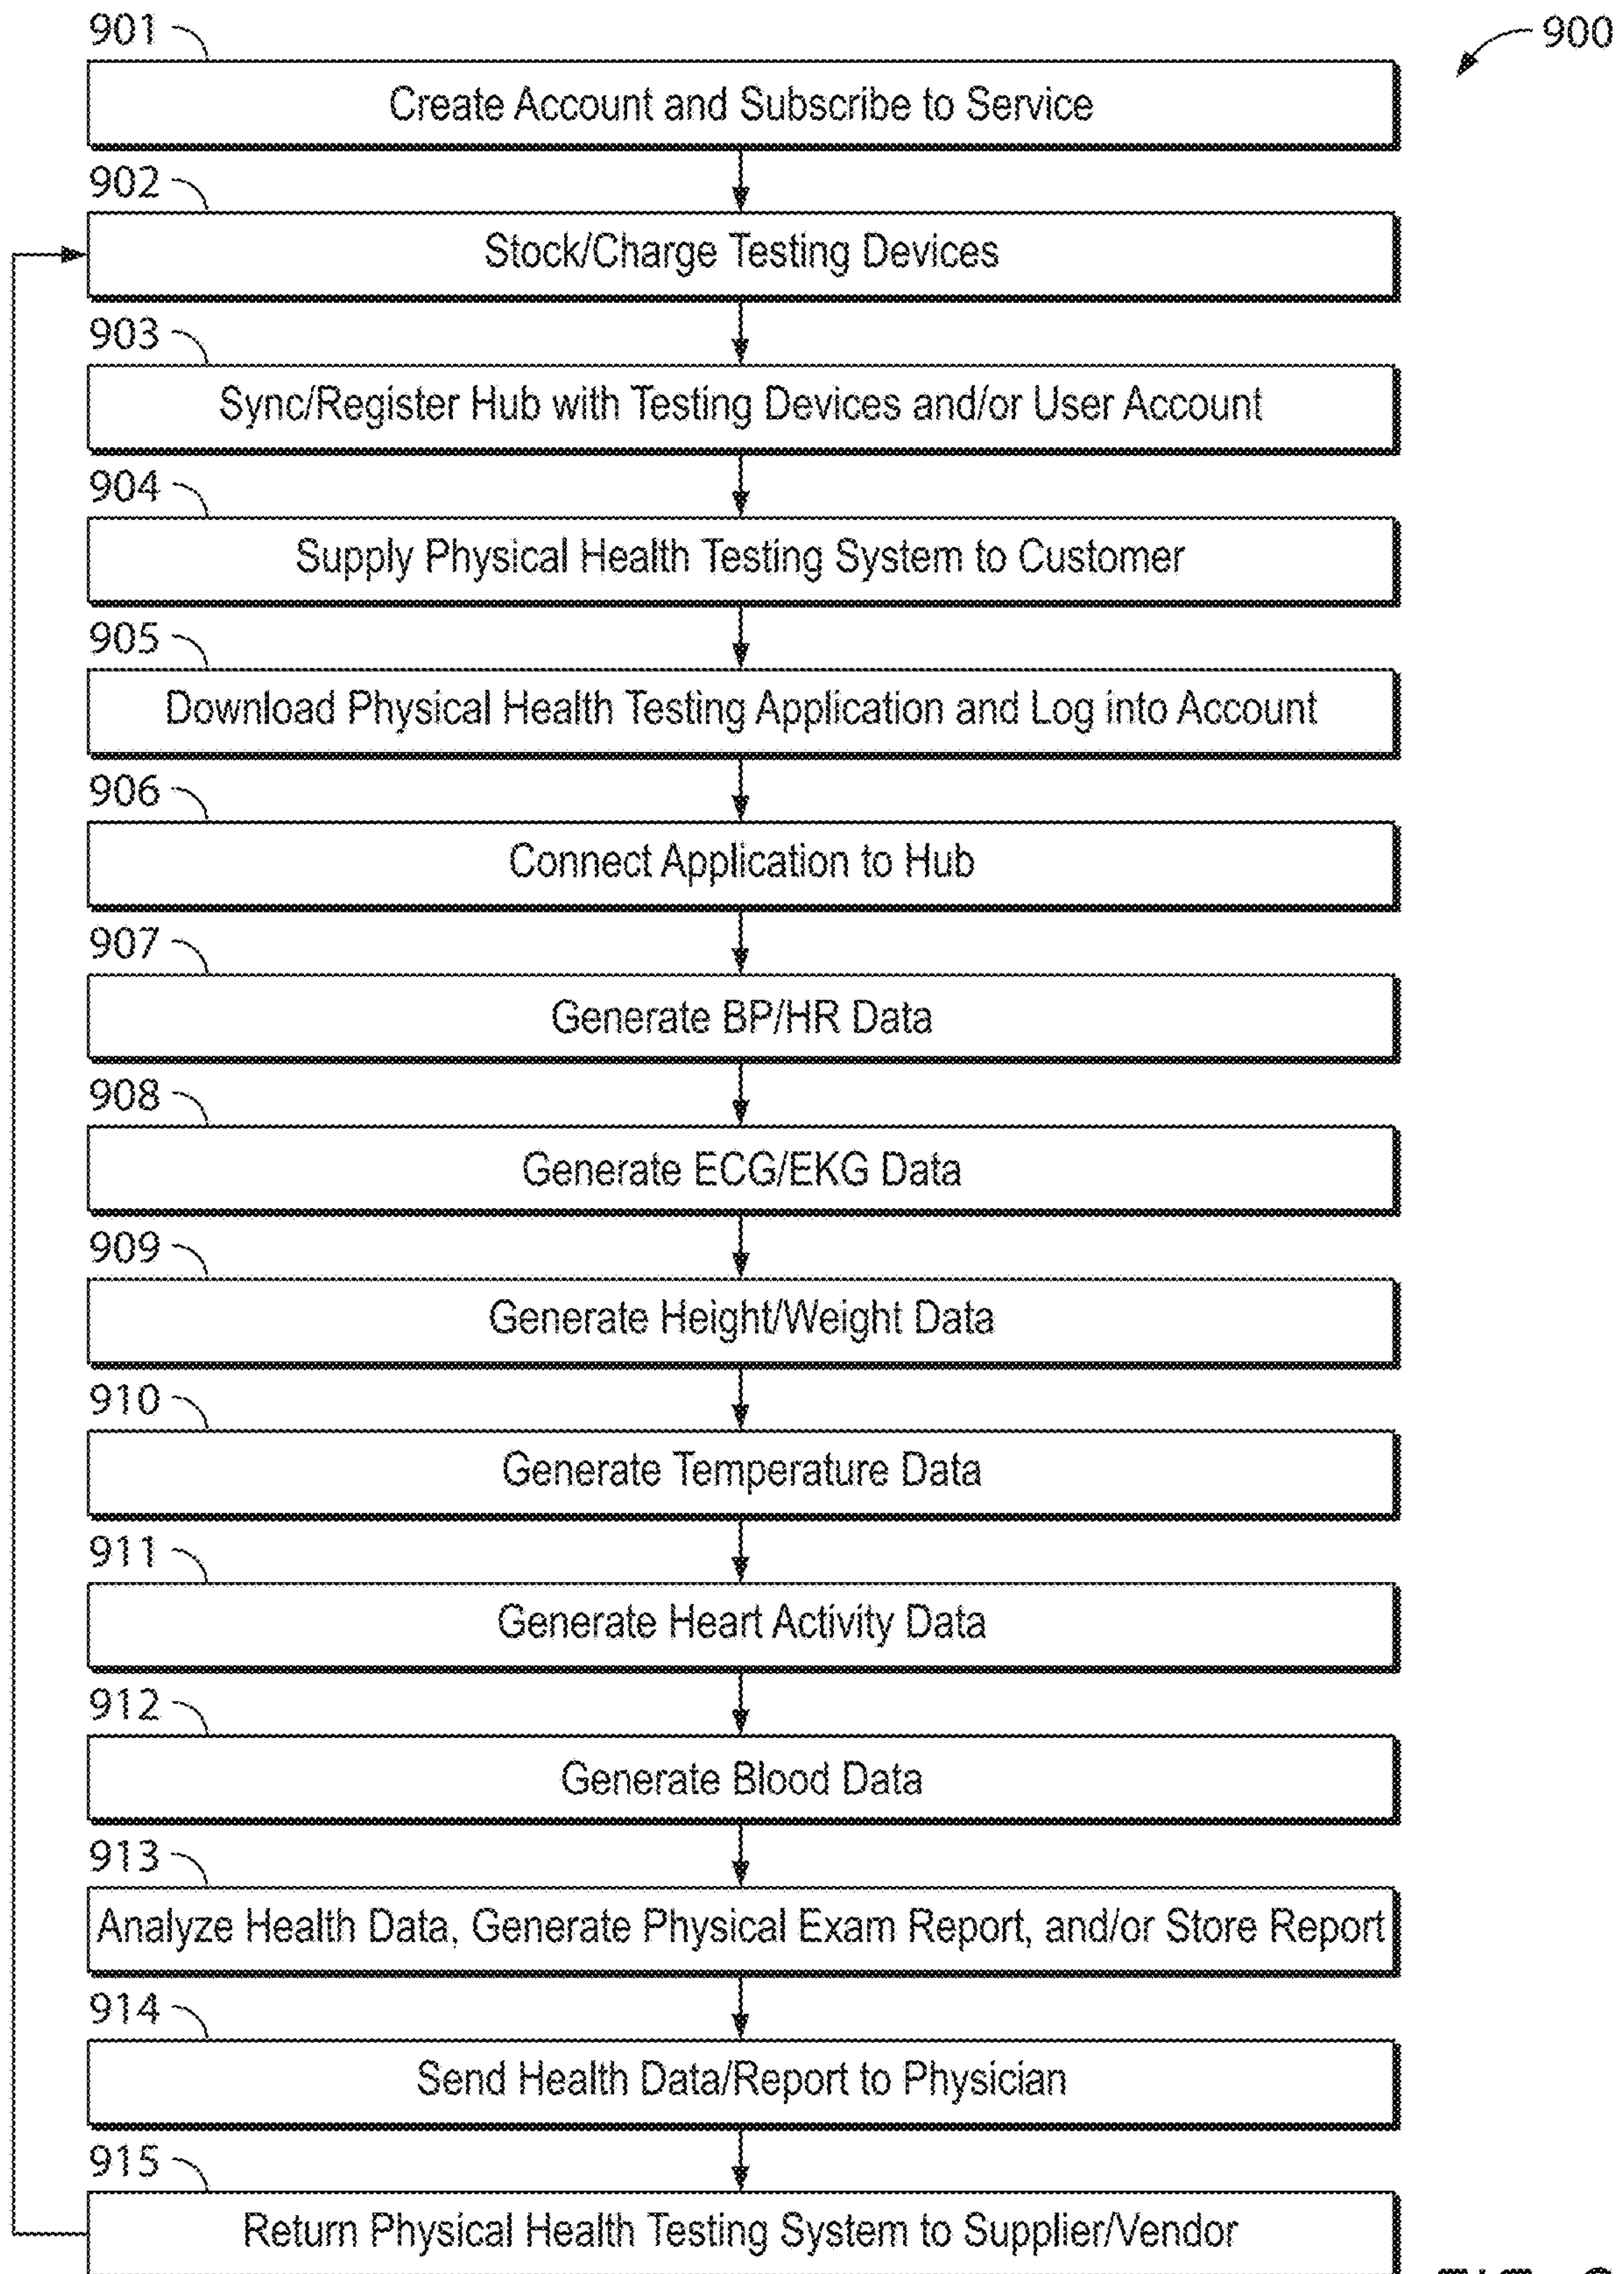 901
900
Create Account and Subscribe to Service
902
Stock/Charge Testing Devices
903
Sync/Register Hub with Testing Devices and/or User Account
904
Supply Physical Health Testing System to Customer
905
Download Physical Health Testing Application and Log into Account
906
Connect Application to Hub
907
Generate BP/HR Data
908
Generate ECG/EKG Data
909
Generate Height/Weight Data
910
Generate Temperature Data
911
Generate Heart Activity Data
912
Generate Blood Data
913
Analyze Health Data, Generate Physical Exam Report, and/or Store Report
914
Send Health Data/Report to Physician
915
Return Physical Health Testing System to Supplier/Vendor